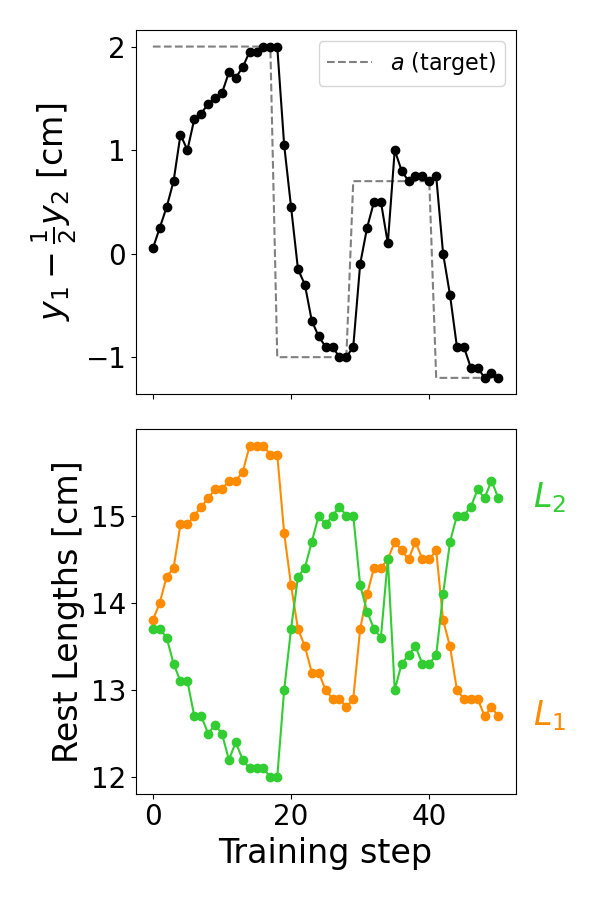 2
1
0
−1
y₁ − ½y₂ [cm]
a (target)
15
14
13
12
Rest Lengths [cm]
L₂
L₁
0 20 40
Training step